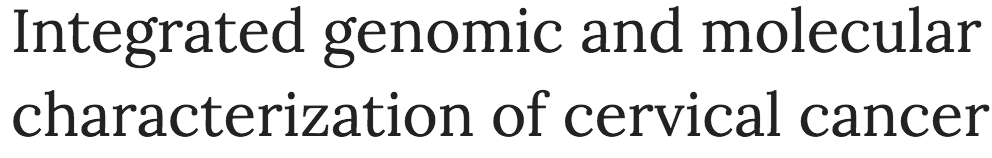 Integrated genomic and molecular
characterization of cervical cancer